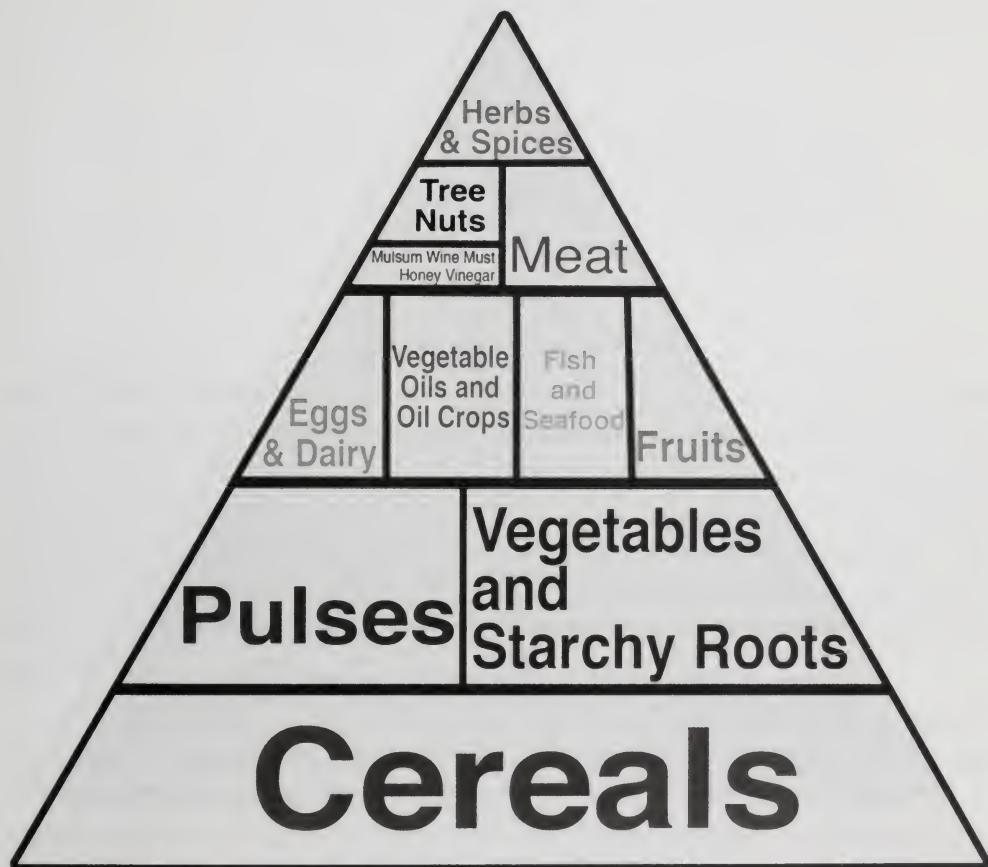 Herbs
& Spices
Tree
Nuts
Mulsum Wine Must
Honey Vinegar
Meat
Eggs
& Dairy
Vegetable
Oils and
Oil Crops
Fish
and
Seafood
Fruits
Pulses
Vegetables
and
Starchy Roots
Cereals